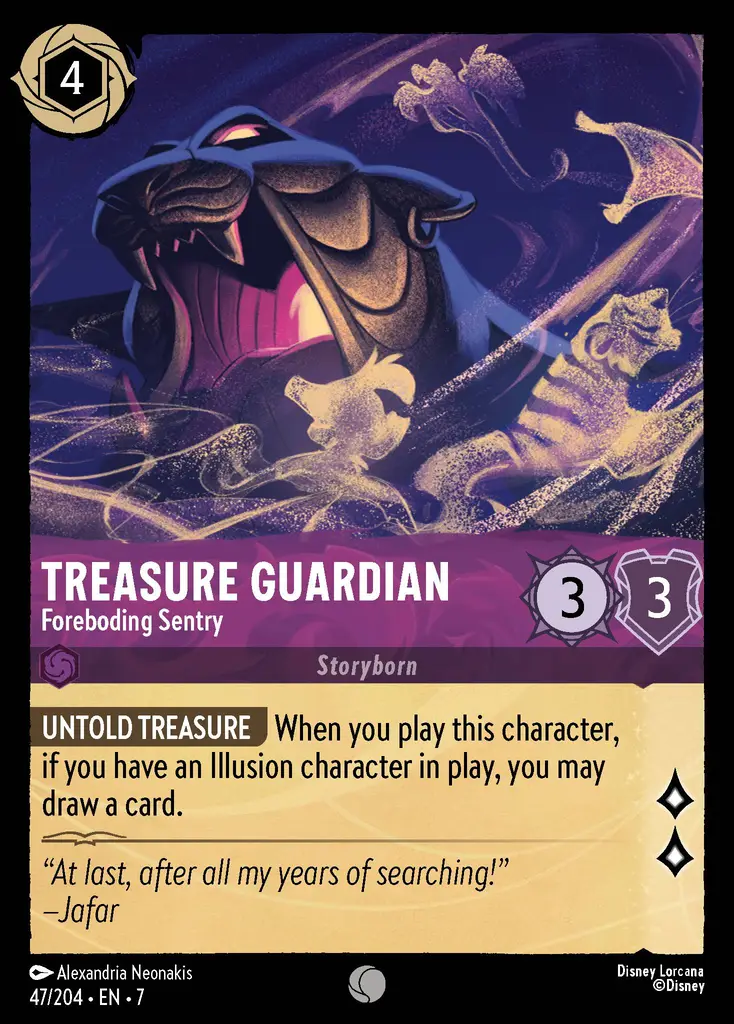 4
TREASURE GUARDIAN
Foreboding Sentry
3
3
Storyborn
UNTOLD TREASURE When you play this character,
if you have an Illusion character in play, you may
draw a card.
“At last, after all my years of searching!”
–Jafar
Alexandria Neonakis
47/204 • EN • 7
Disney Lorcana
©Disney